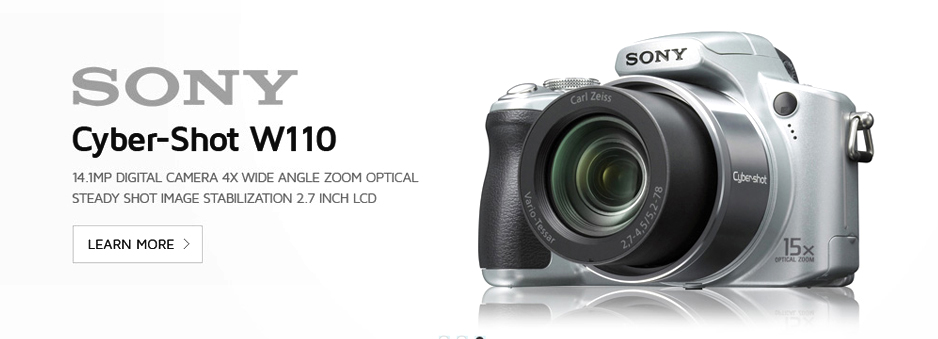 SONY
Cyber-Shot W110
14.1MP DIGITAL CAMERA 4X WIDE ANGLE ZOOM OPTICAL
STEADY SHOT IMAGE STABILIZATION 2.7 INCH LCD
LEARN MORE
SONY
Carl Zeiss
Cyber-shot
Vario-Tessar
2,7-4,5/5,2-78
15x
OPTICAL ZOOM